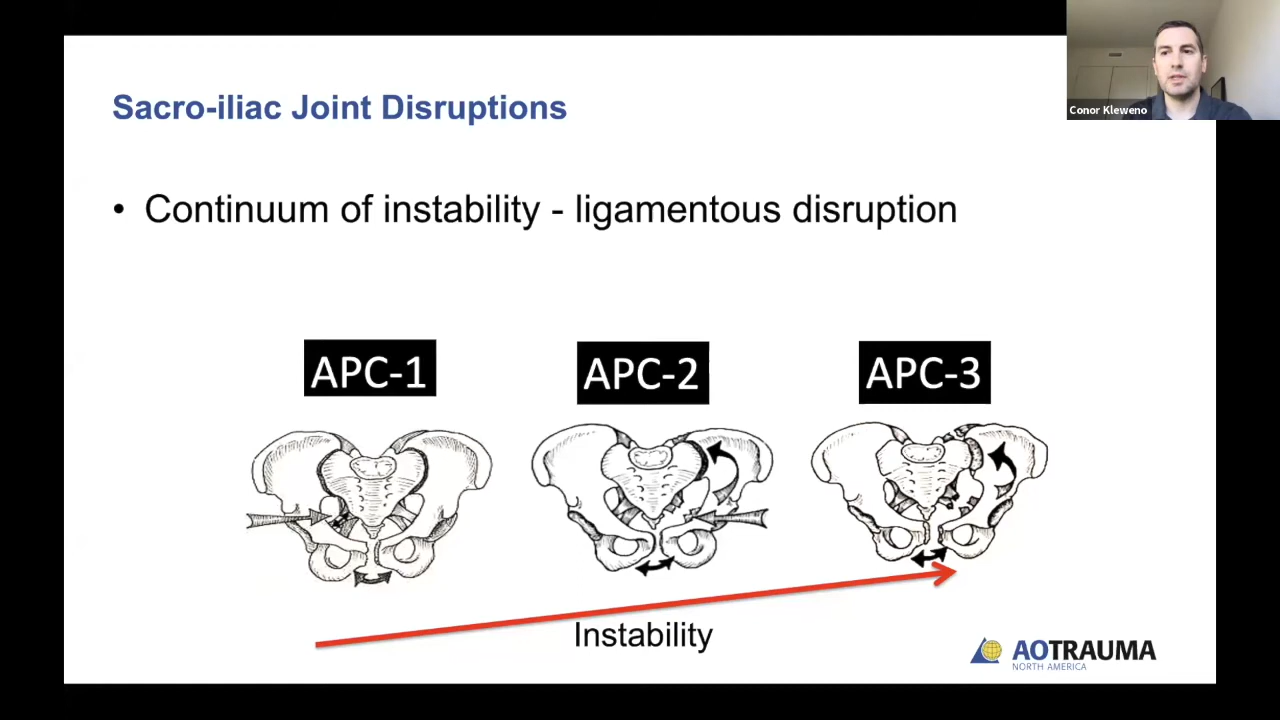 Conor Kleweno
Sacro-iliac Joint Disruptions
• Continuum of instability - ligamentous disruption
APC-1
APC-2
APC-3
Instability
AOTRAUMA
NORTH AMERICA